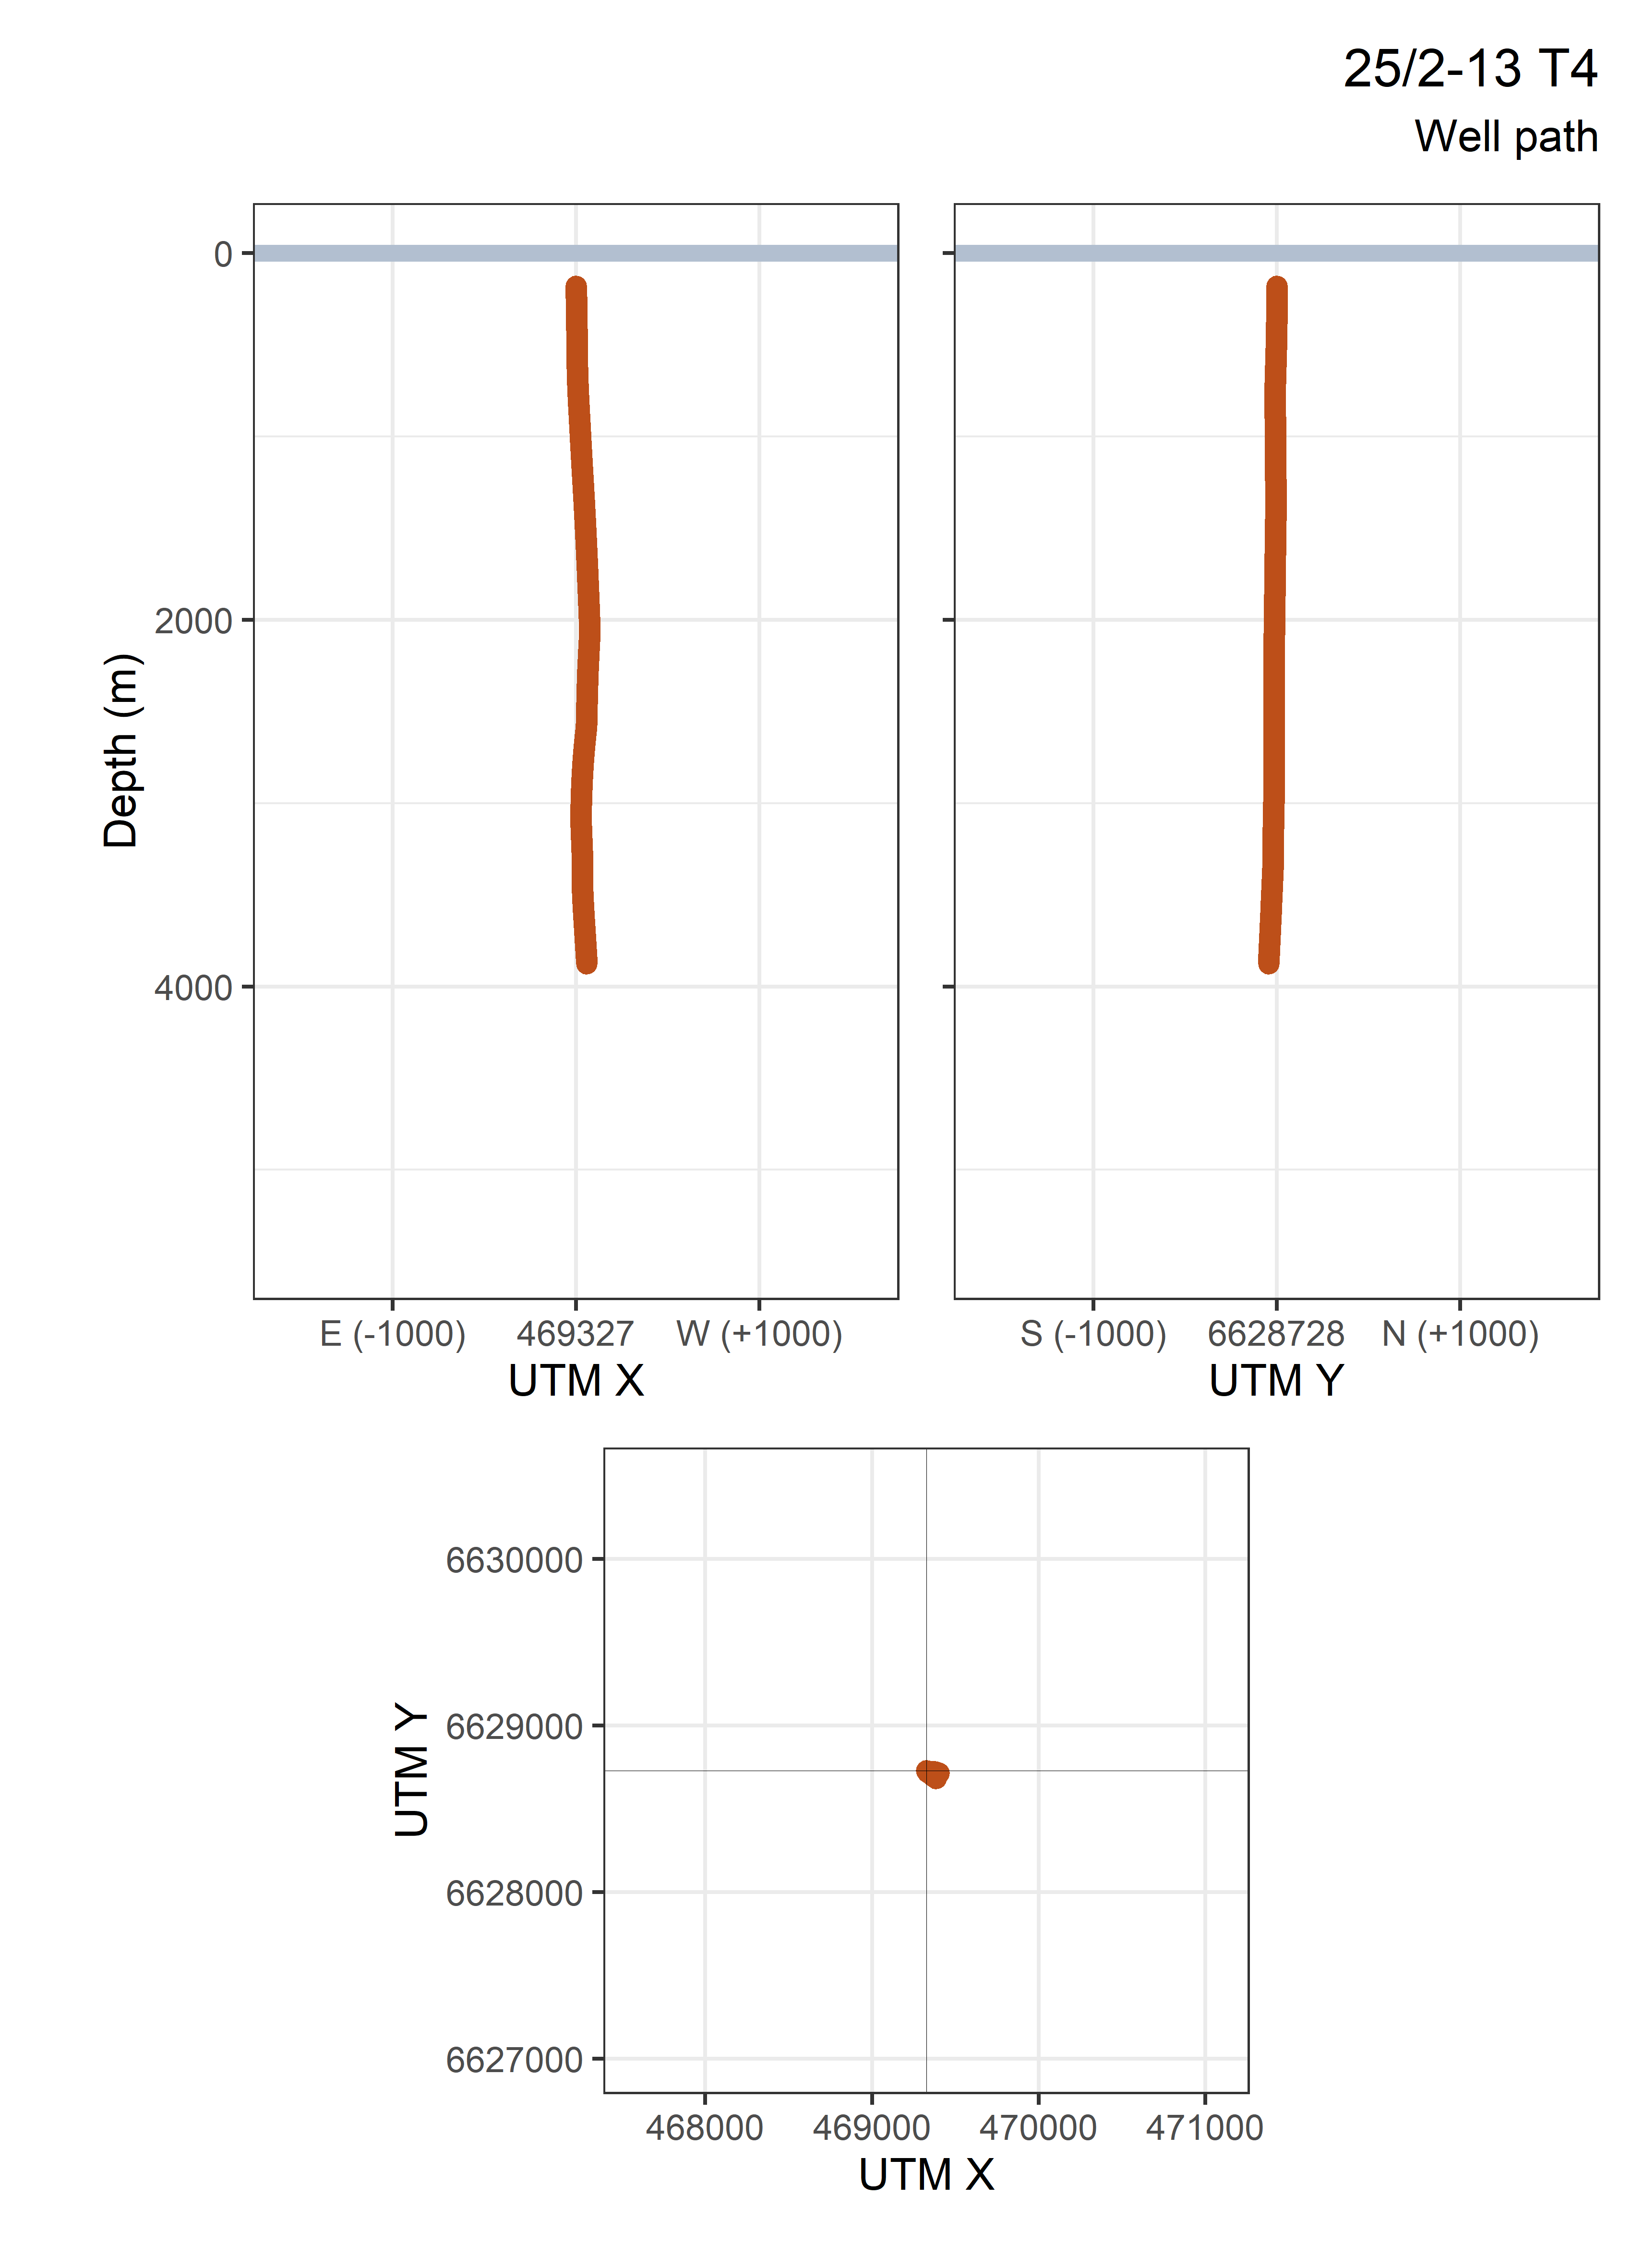 25/2-13 T4
Well path
Depth (m)
0
2000
4000
E (-1000) 469327 W (+1000)
UTM X
S (-1000) 6628728 N (+1000)
UTM Y
UTM Y
6630000
6629000
6628000
6627000
468000 469000 470000 471000
UTM X